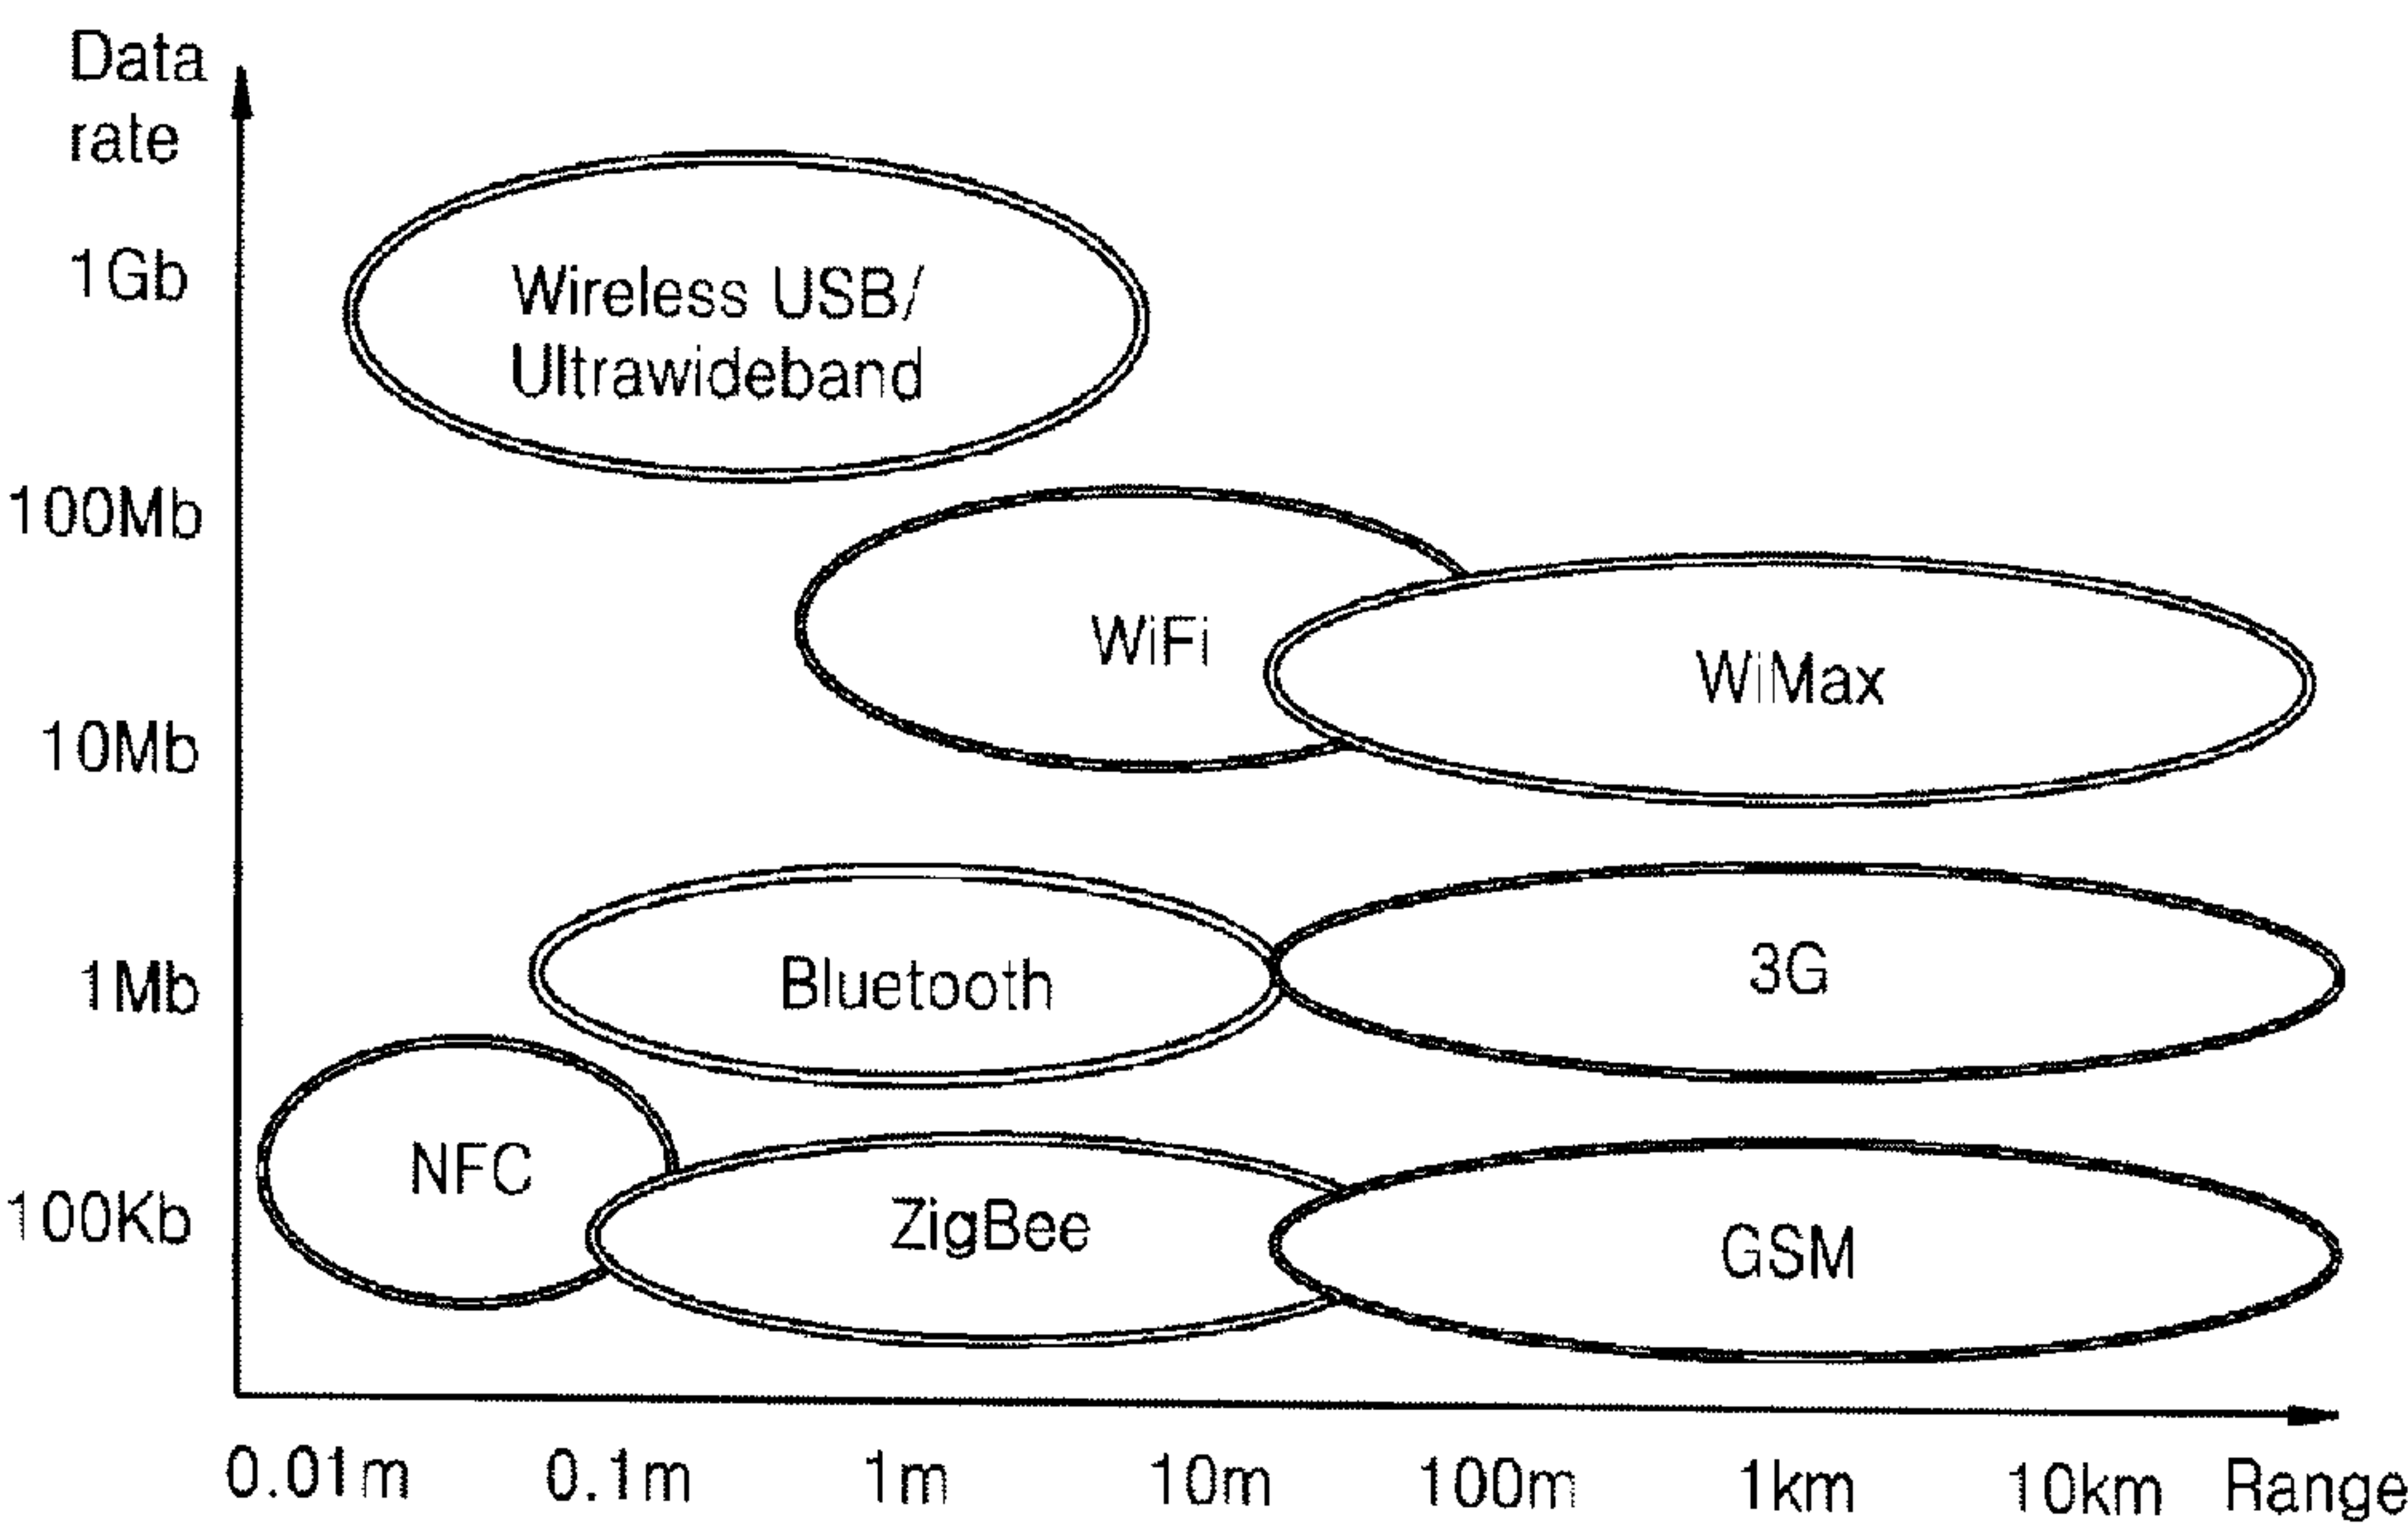 Data
rate
1Gb
Wireless USB/
Ultrawideband
100Mb
WiFi
WiMax
10Mb
Bluetooth
3G
1Mb
NFC
ZigBee
GSM
100Kb
0.01m 0.1m 1m 10m 100m 1km 10km Range